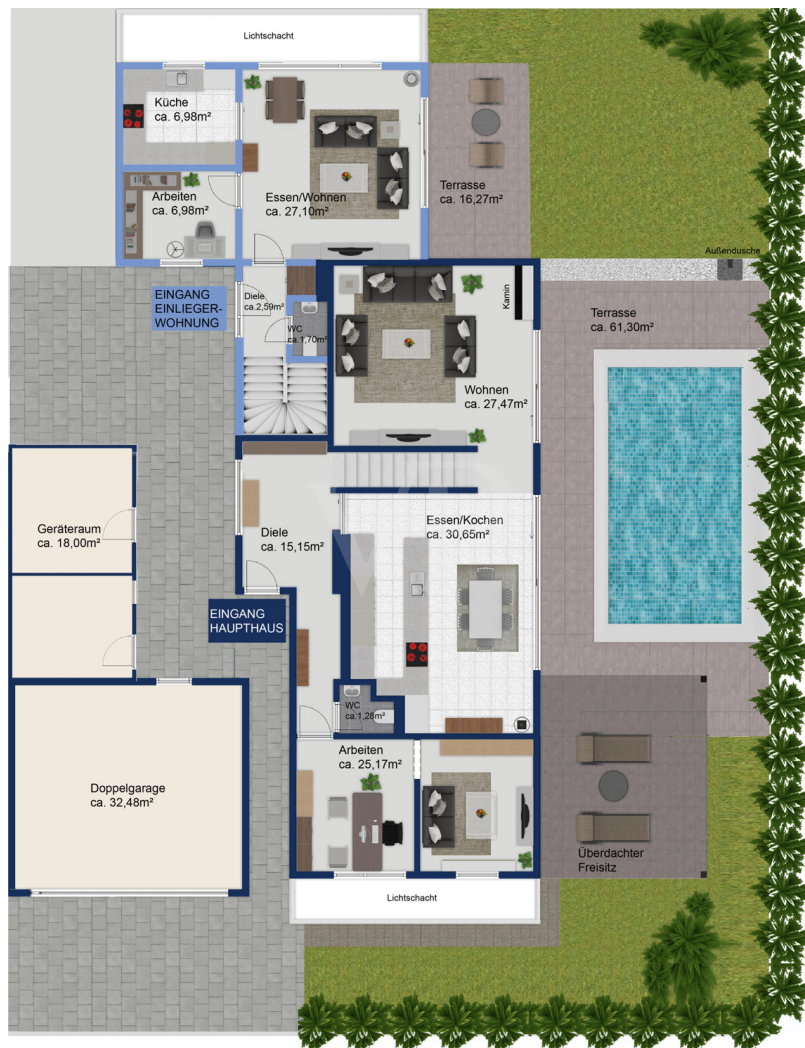 Lichtschacht
Küche
ca. 6,98m²
Arbeiten
ca. 6,98m²
Essen/Wohnen
ca. 27,10m²
Terrasse
ca. 16,27m²
Außendusche
EINGANG
EINLIEGER-
WOHNUNG
Diele
ca.2,59m²
WC
ca.1,70m²
Kamin
Terrasse
ca. 61,30m²
Wohnen
ca. 27,47m²
Geräteraum
ca. 18,00m²
Diele
ca. 15,15m²
Essen/Kochen
ca. 30,65m²
EINGANG
HAUPTHAUS
WC
ca.1,28m²
Arbeiten
ca. 25,17m²
Doppelgarage
ca. 32,48m²
Überdachter
Freisitz
Lichtschacht